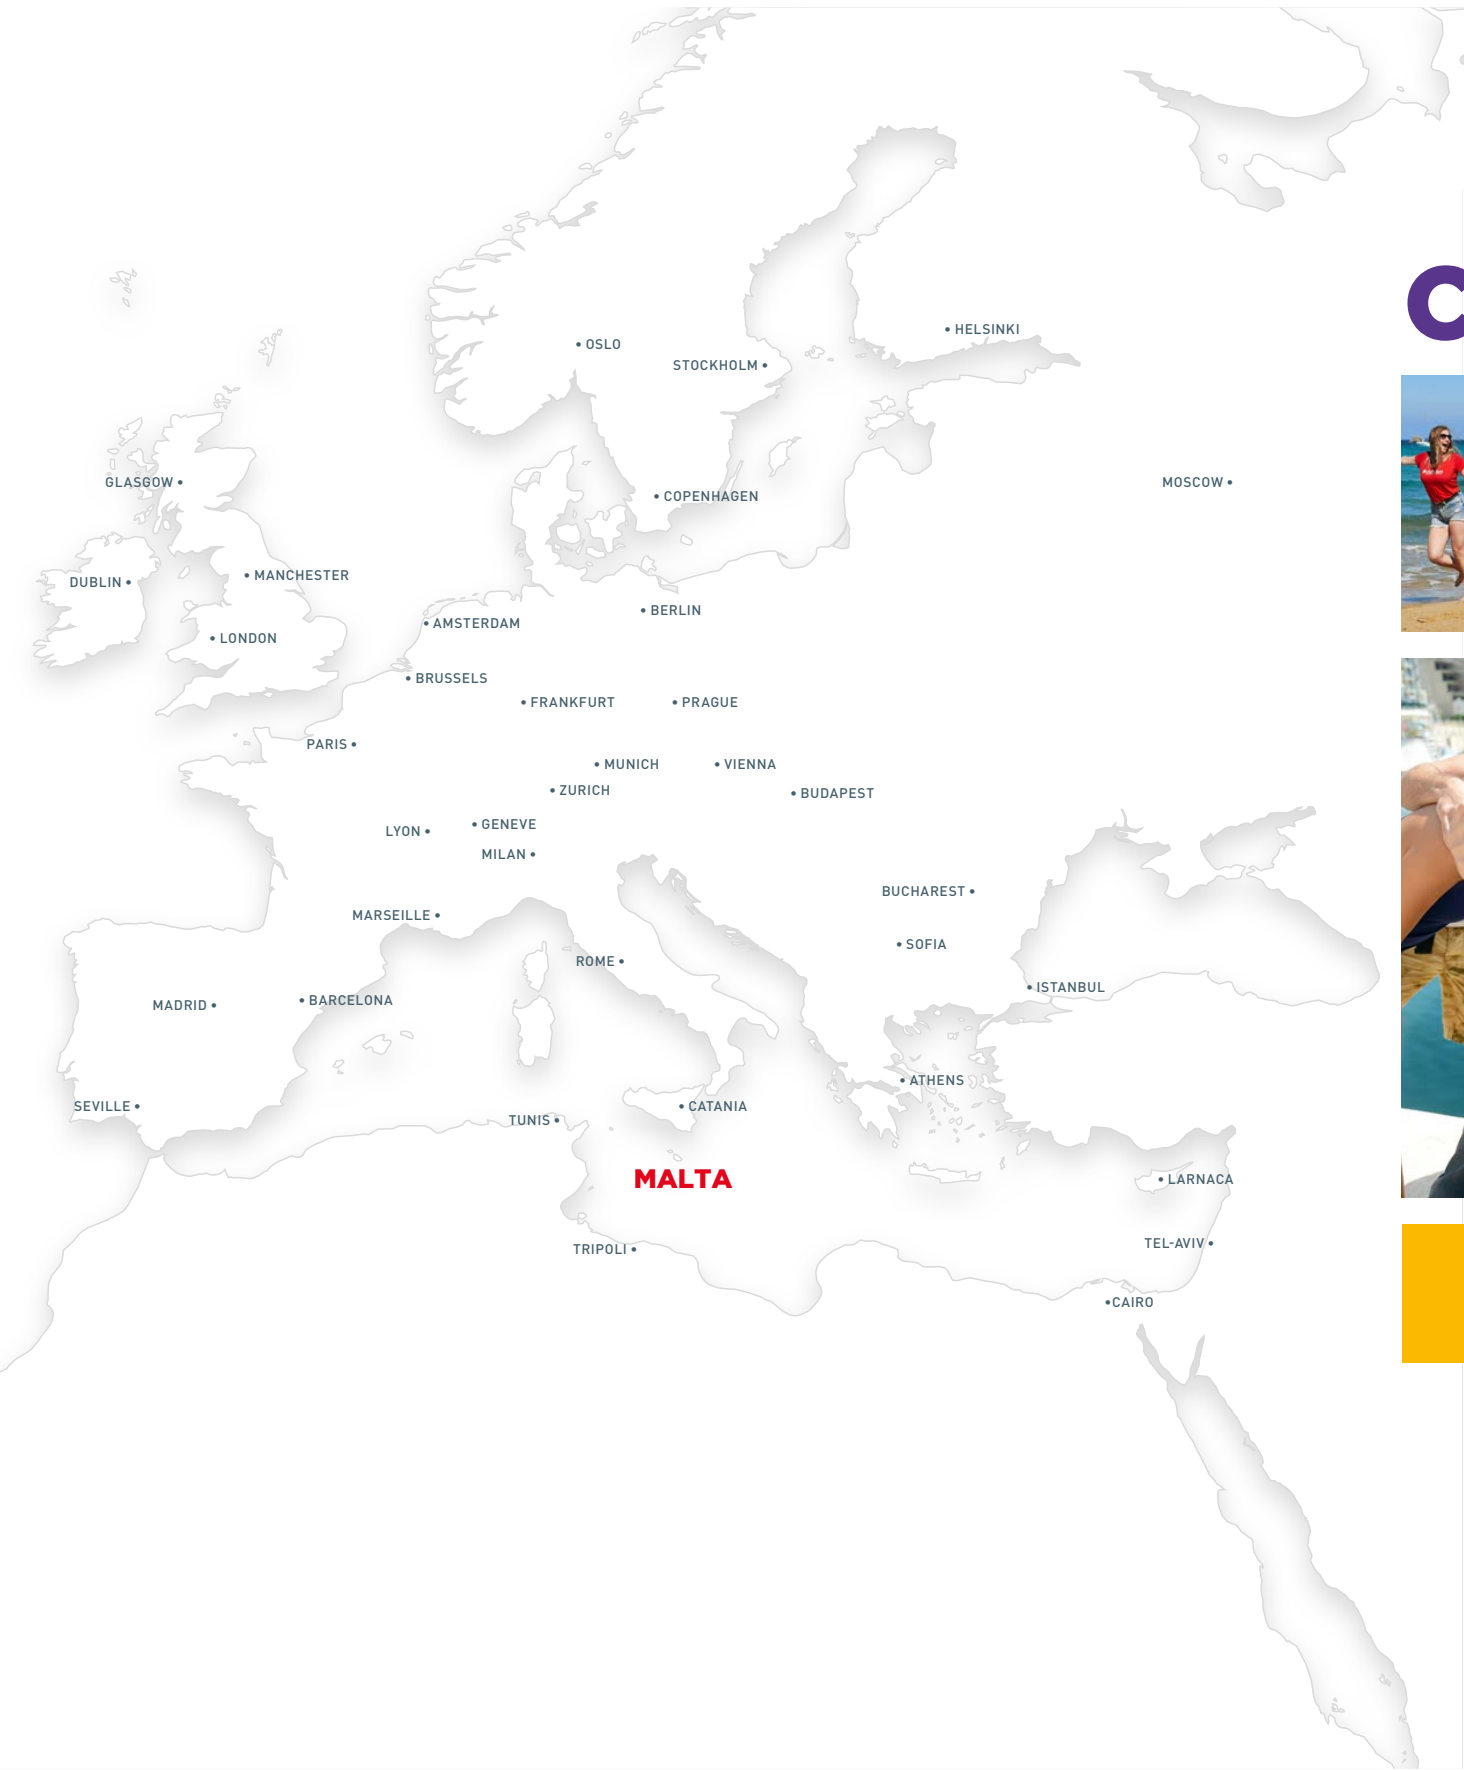 C
• HELSINKI
• OSLO
STOCKHOLM •
GLASGOW •
MOSCOW •
• COPENHAGEN
• MANCHESTER
DUBLIN •
• BERLIN
• AMSTERDAM
• LONDON
• BRUSSELS
• FRANKFURT
• PRAGUE
PARIS •
• MUNICH
• VIENNA
• ZURICH
• BUDAPEST
• GENEVE
LYON •
MILAN •
BUCHAREST •
MARSEILLE •
• SOFIA
ROME •
• ISTANBUL
• BARCELONA
MADRID •
• ATHENS
SEVILLE •
• CATANIA
TUNIS •
MALTA
• LARNACA
TEL-AVIV •
TRIPOLI •
•CAIRO